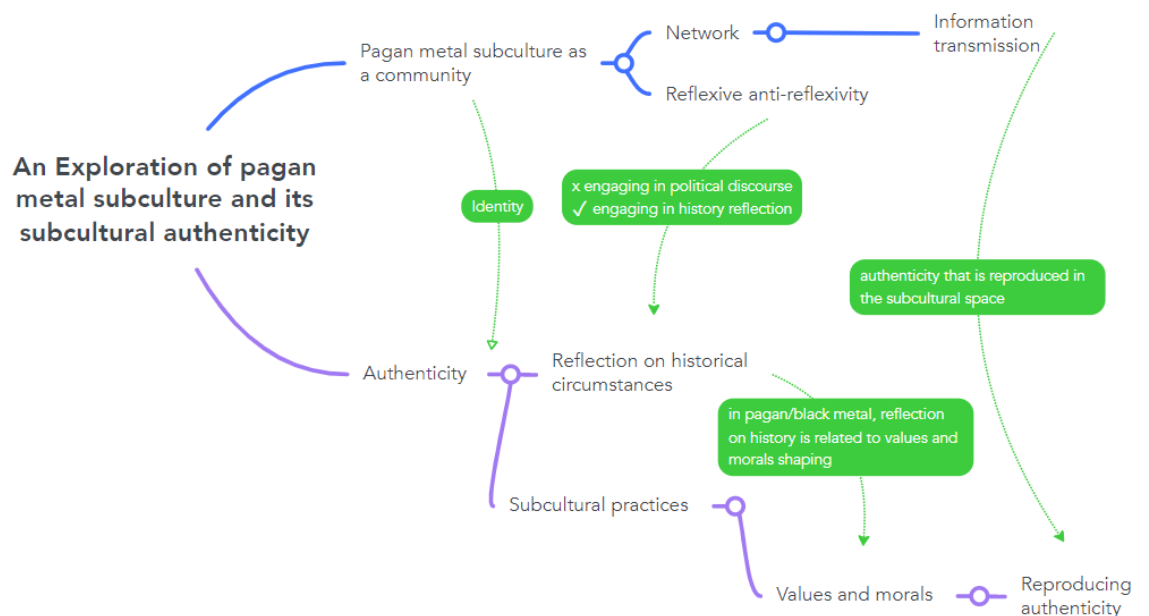 Information
transmission
Network
Pagan metal subculture as
a community
Reflexive anti-reflexivity
An Exploration of pagan
metal subculture and its
subcultural authenticity
x engaging in political discourse
✓ engaging in history reflection
Identity
authenticity that is reproduced in
the subcultural space
Authenticity
Reflection on historical
circumstances
in pagan/black metal, reflection
on history is related to values and
morals shaping
Subcultural practices
Values and morals
Reproducing
authenticity